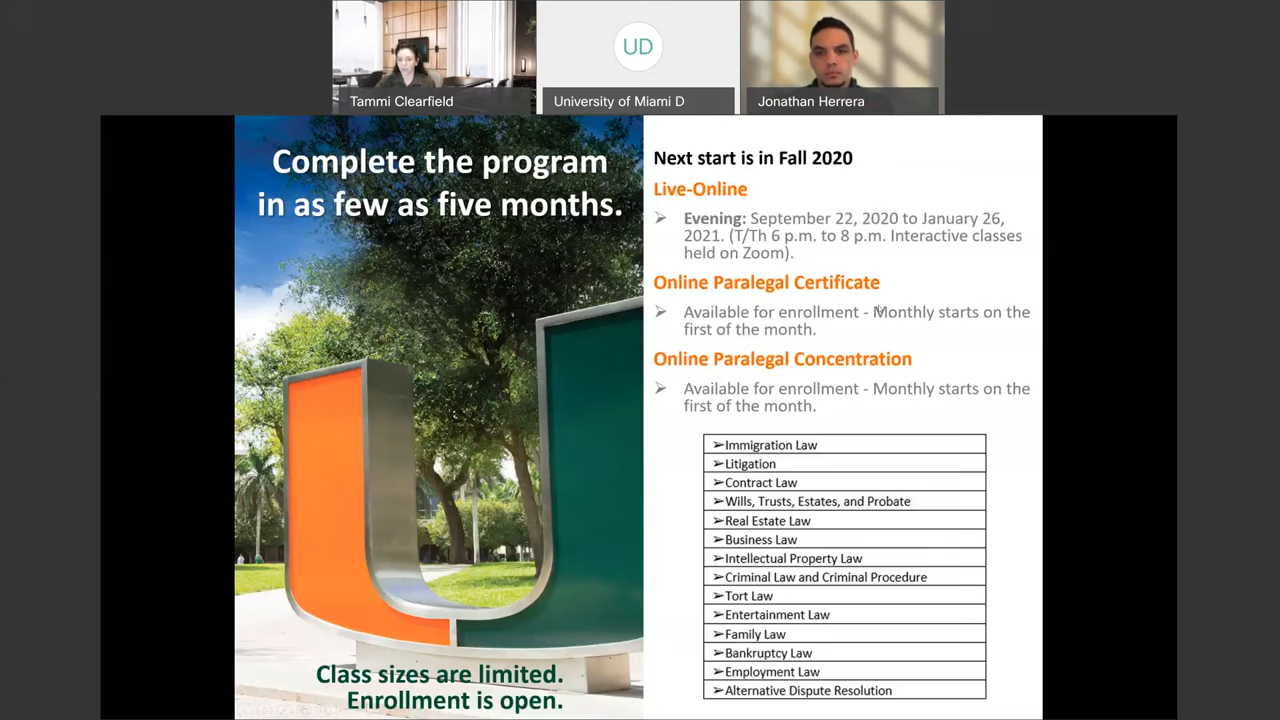 UD
Tammi Clearfield
University of Miami D
Jonathan Herrera
Complete the program
in as few as five months.
Class sizes are limited.
Enrollment is open.
Next start is in Fall 2020
Live-Online
➢ Evening: September 22, 2020 to January 26,
2021. (T/Th 6 p.m. to 8 p.m. Interactive classes
held on Zoom).
Online Paralegal Certificate
➢ Available for enrollment - Monthly starts on the
first of the month.
Online Paralegal Concentration
➢ Available for enrollment - Monthly starts on the
first of the month.
➢Immigration Law
➢Litigation
➢Contract Law
➢Wills, Trusts, Estates, and Probate
➢Real Estate Law
➢Business Law
➢Intellectual Property Law
➢Criminal Law and Criminal Procedure
➢Tort Law
➢Entertainment Law
➢Family Law
➢Bankruptcy Law
➢Employment Law
➢Alternative Dispute Resolution